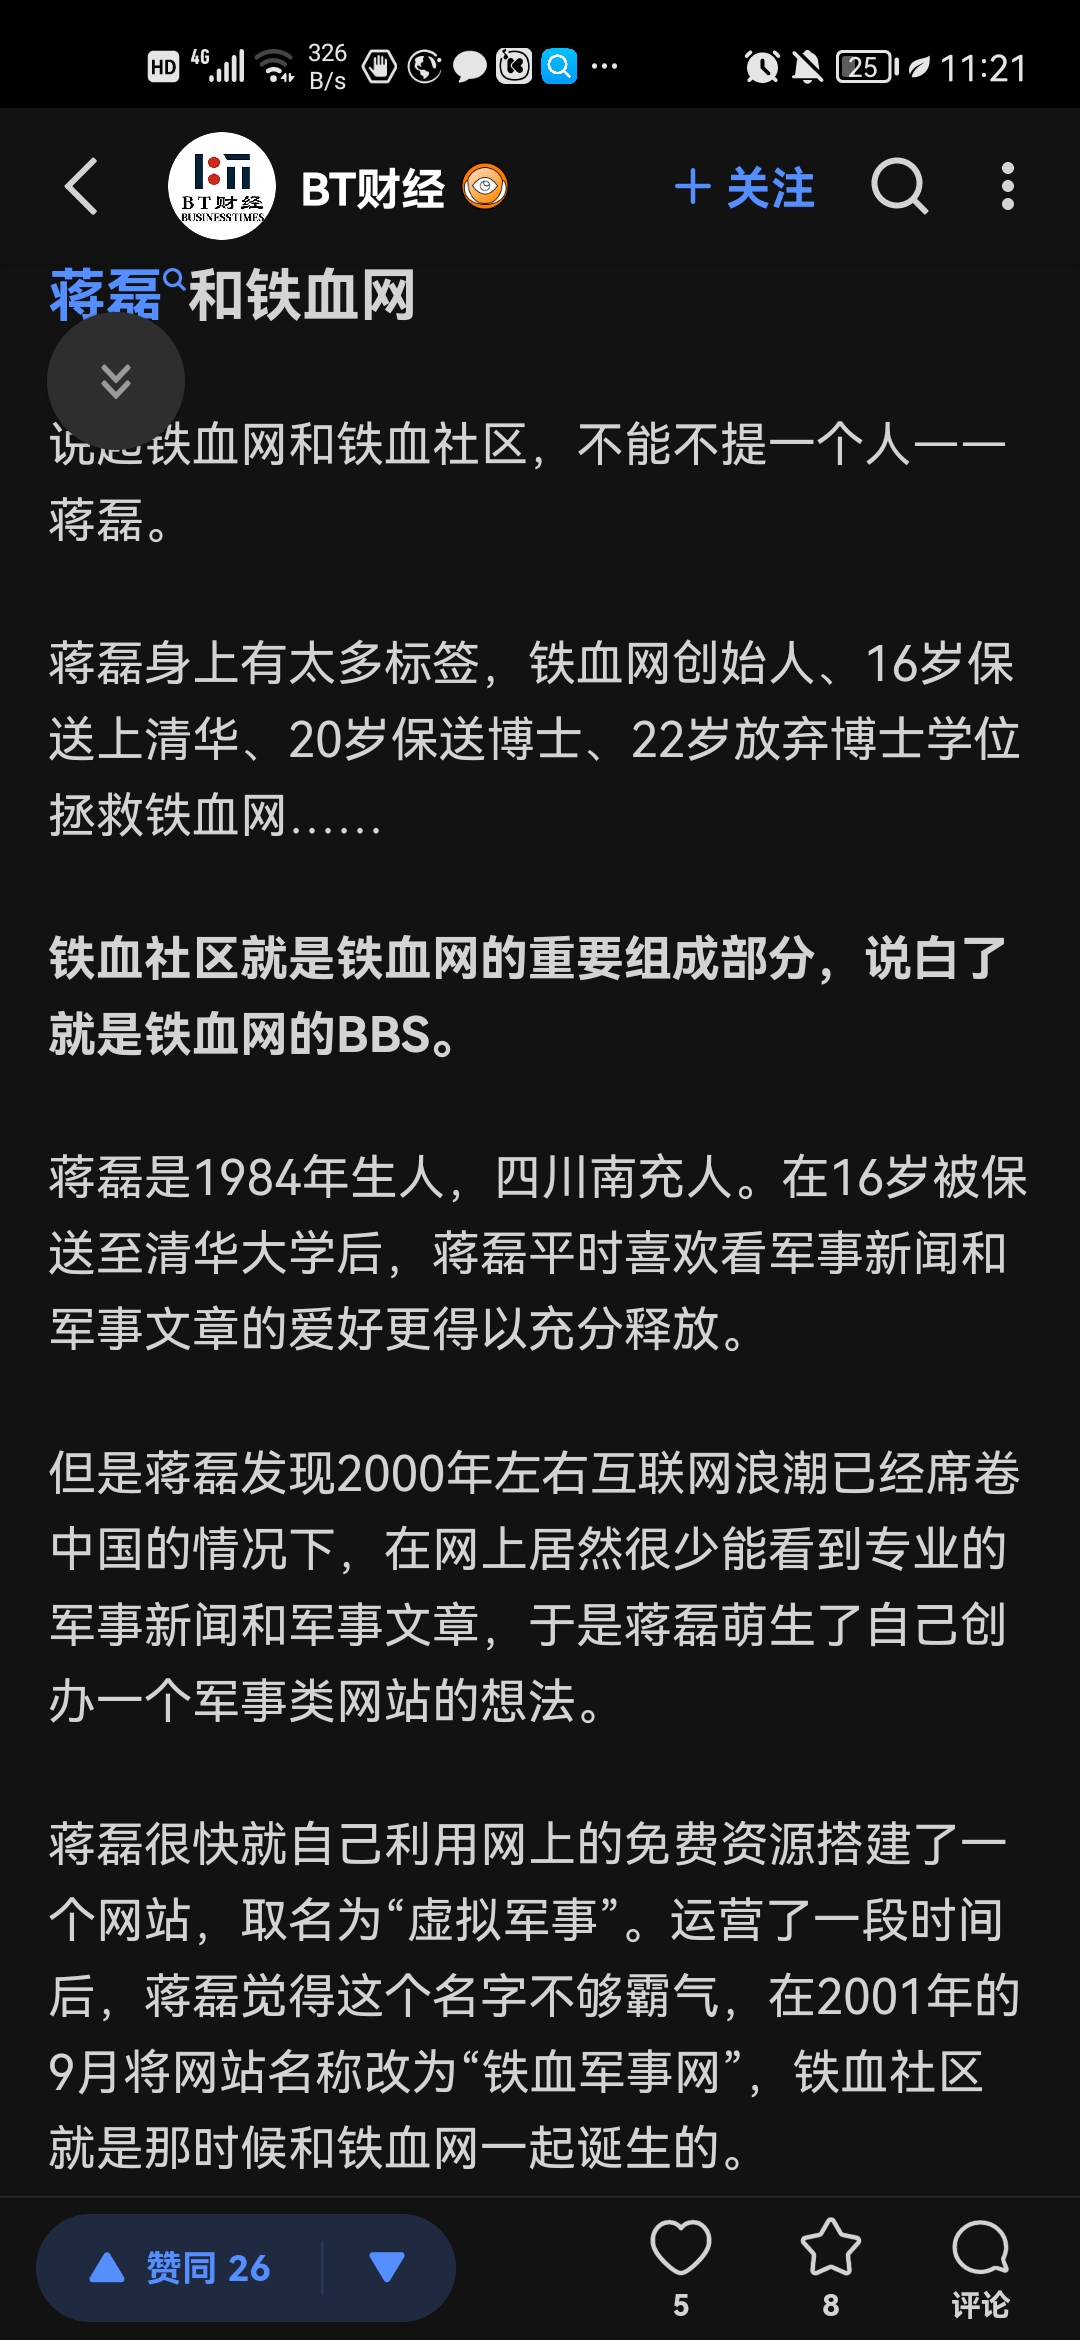 HD 4G 326 B/s 25 11:21
BT财经 BUSINESSTIMES BT财经 + 关注
蒋磊和铁血网
说起铁血网和铁血社区，不能不提一个人——
蒋磊。
蒋磊身上有太多标签，铁血网创始人、16岁保
送上清华、20岁保送博士、22岁放弃博士学位
拯救铁血网……
铁血社区就是铁血网的重要组成部分，说白了
就是铁血网的BBS。
蒋磊是1984年生人，四川南充人。在16岁被保
送至清华大学后，蒋磊平时喜欢看军事新闻和
军事文章的爱好更得以充分释放。
但是蒋磊发现2000年左右互联网浪潮已经席卷
中国的情况下，在网上居然很少能看到专业的
军事新闻和军事文章，于是蒋磊萌生了自己创
办一个军事类网站的想法。
蒋磊很快就自己利用网上的免费资源搭建了一
个网站，取名为“虚拟军事”。运营了一段时间
后，蒋磊觉得这个名字不够霸气，在2001年的
9月将网站名称改为“铁血军事网”，铁血社区
就是那时候和铁血网一起诞生的。
赞同 26 5 8 评论